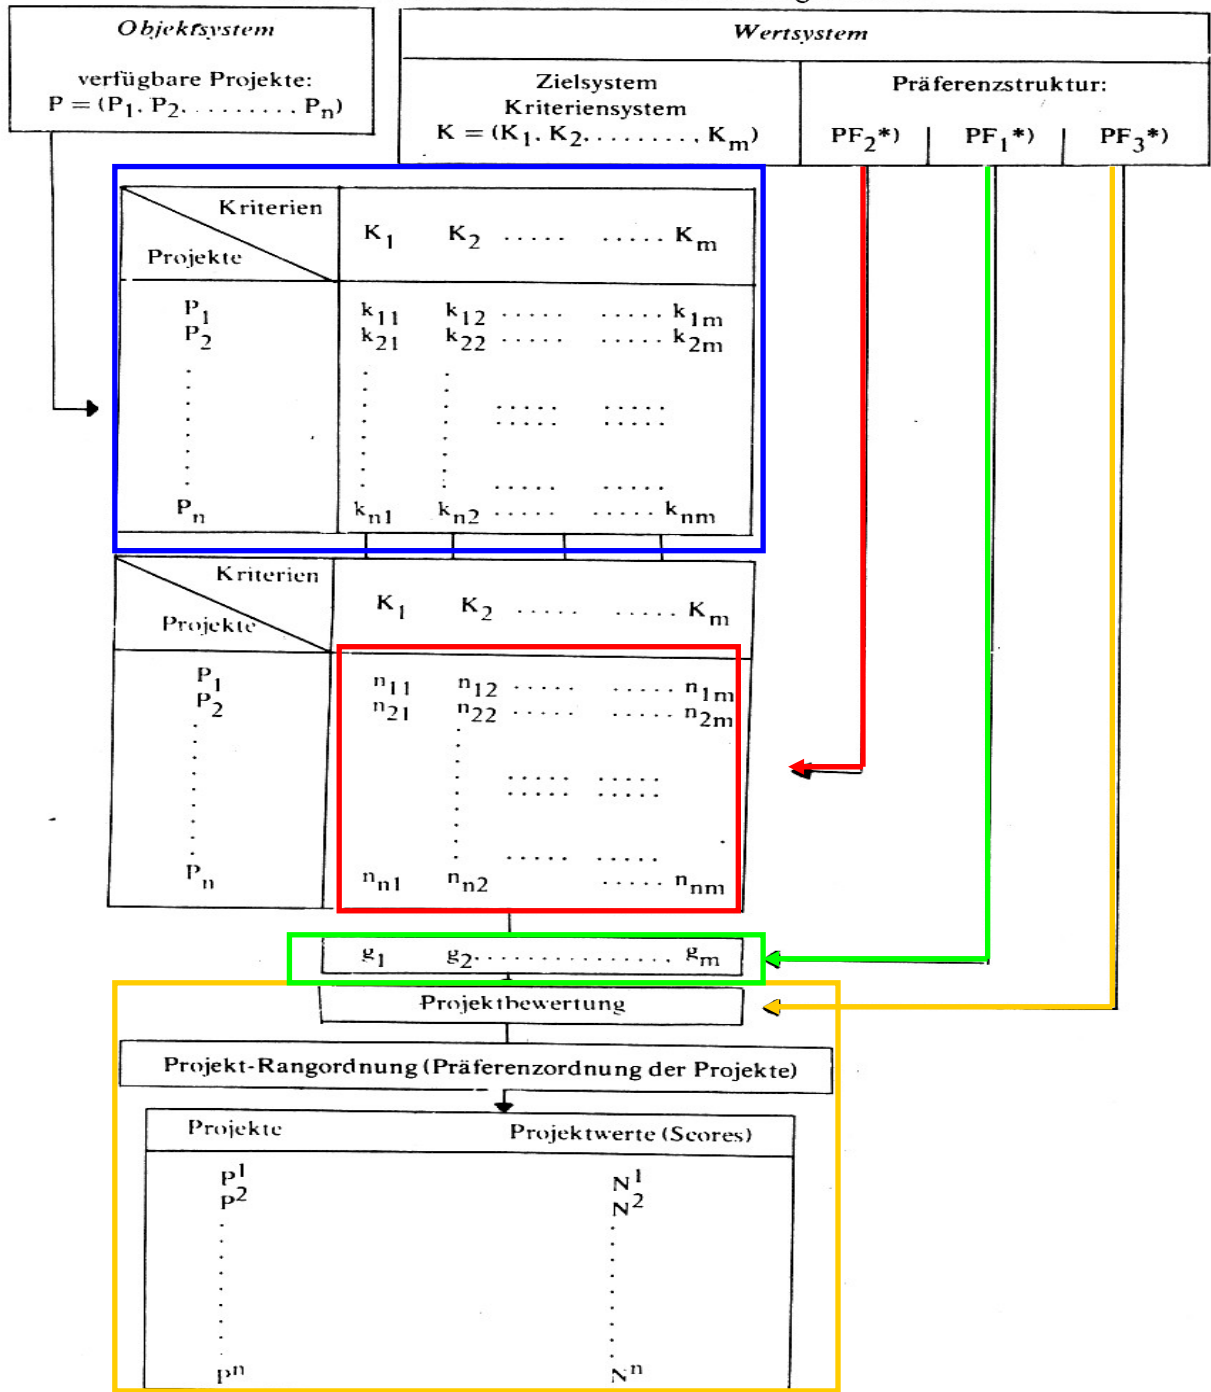 Objektsystem
verfügbare Projekte:
P = (P1, P2, . . . . . . . . . Pn)
Wertsystem
Zielsystem
Kriteriensystem
K = (K1, K2, . . . . . . . . , Km)
Präferenzstruktur:
PF2*) PF1*) PF3*)
Kriterien
Projekte
K1 K2 . . . . . . . . . . Km
P1 k11 k12 . . . . . . . . . . k1m
P2 k21 k22 . . . . . . . . . . k2m
Pn kn1 kn2 . . . . . . . . . . knm
Kriterien
Projekte
K1 K2 . . . . . . . . . . Km
P1 n11 n12 . . . . . . . . . . n1m
P2 n21 n22 . . . . . . . . . . n2m
Pn nn1 nn2 . . . . . nnm
g1 g2 . . . . . . . . . . . . . . . gm
Projektbewertung
Projekt-Rangordnung (Präferenzordnung der Projekte)
Projekte Projektwerte (Scores)
P1 N1
P2 N2
Pn Nn